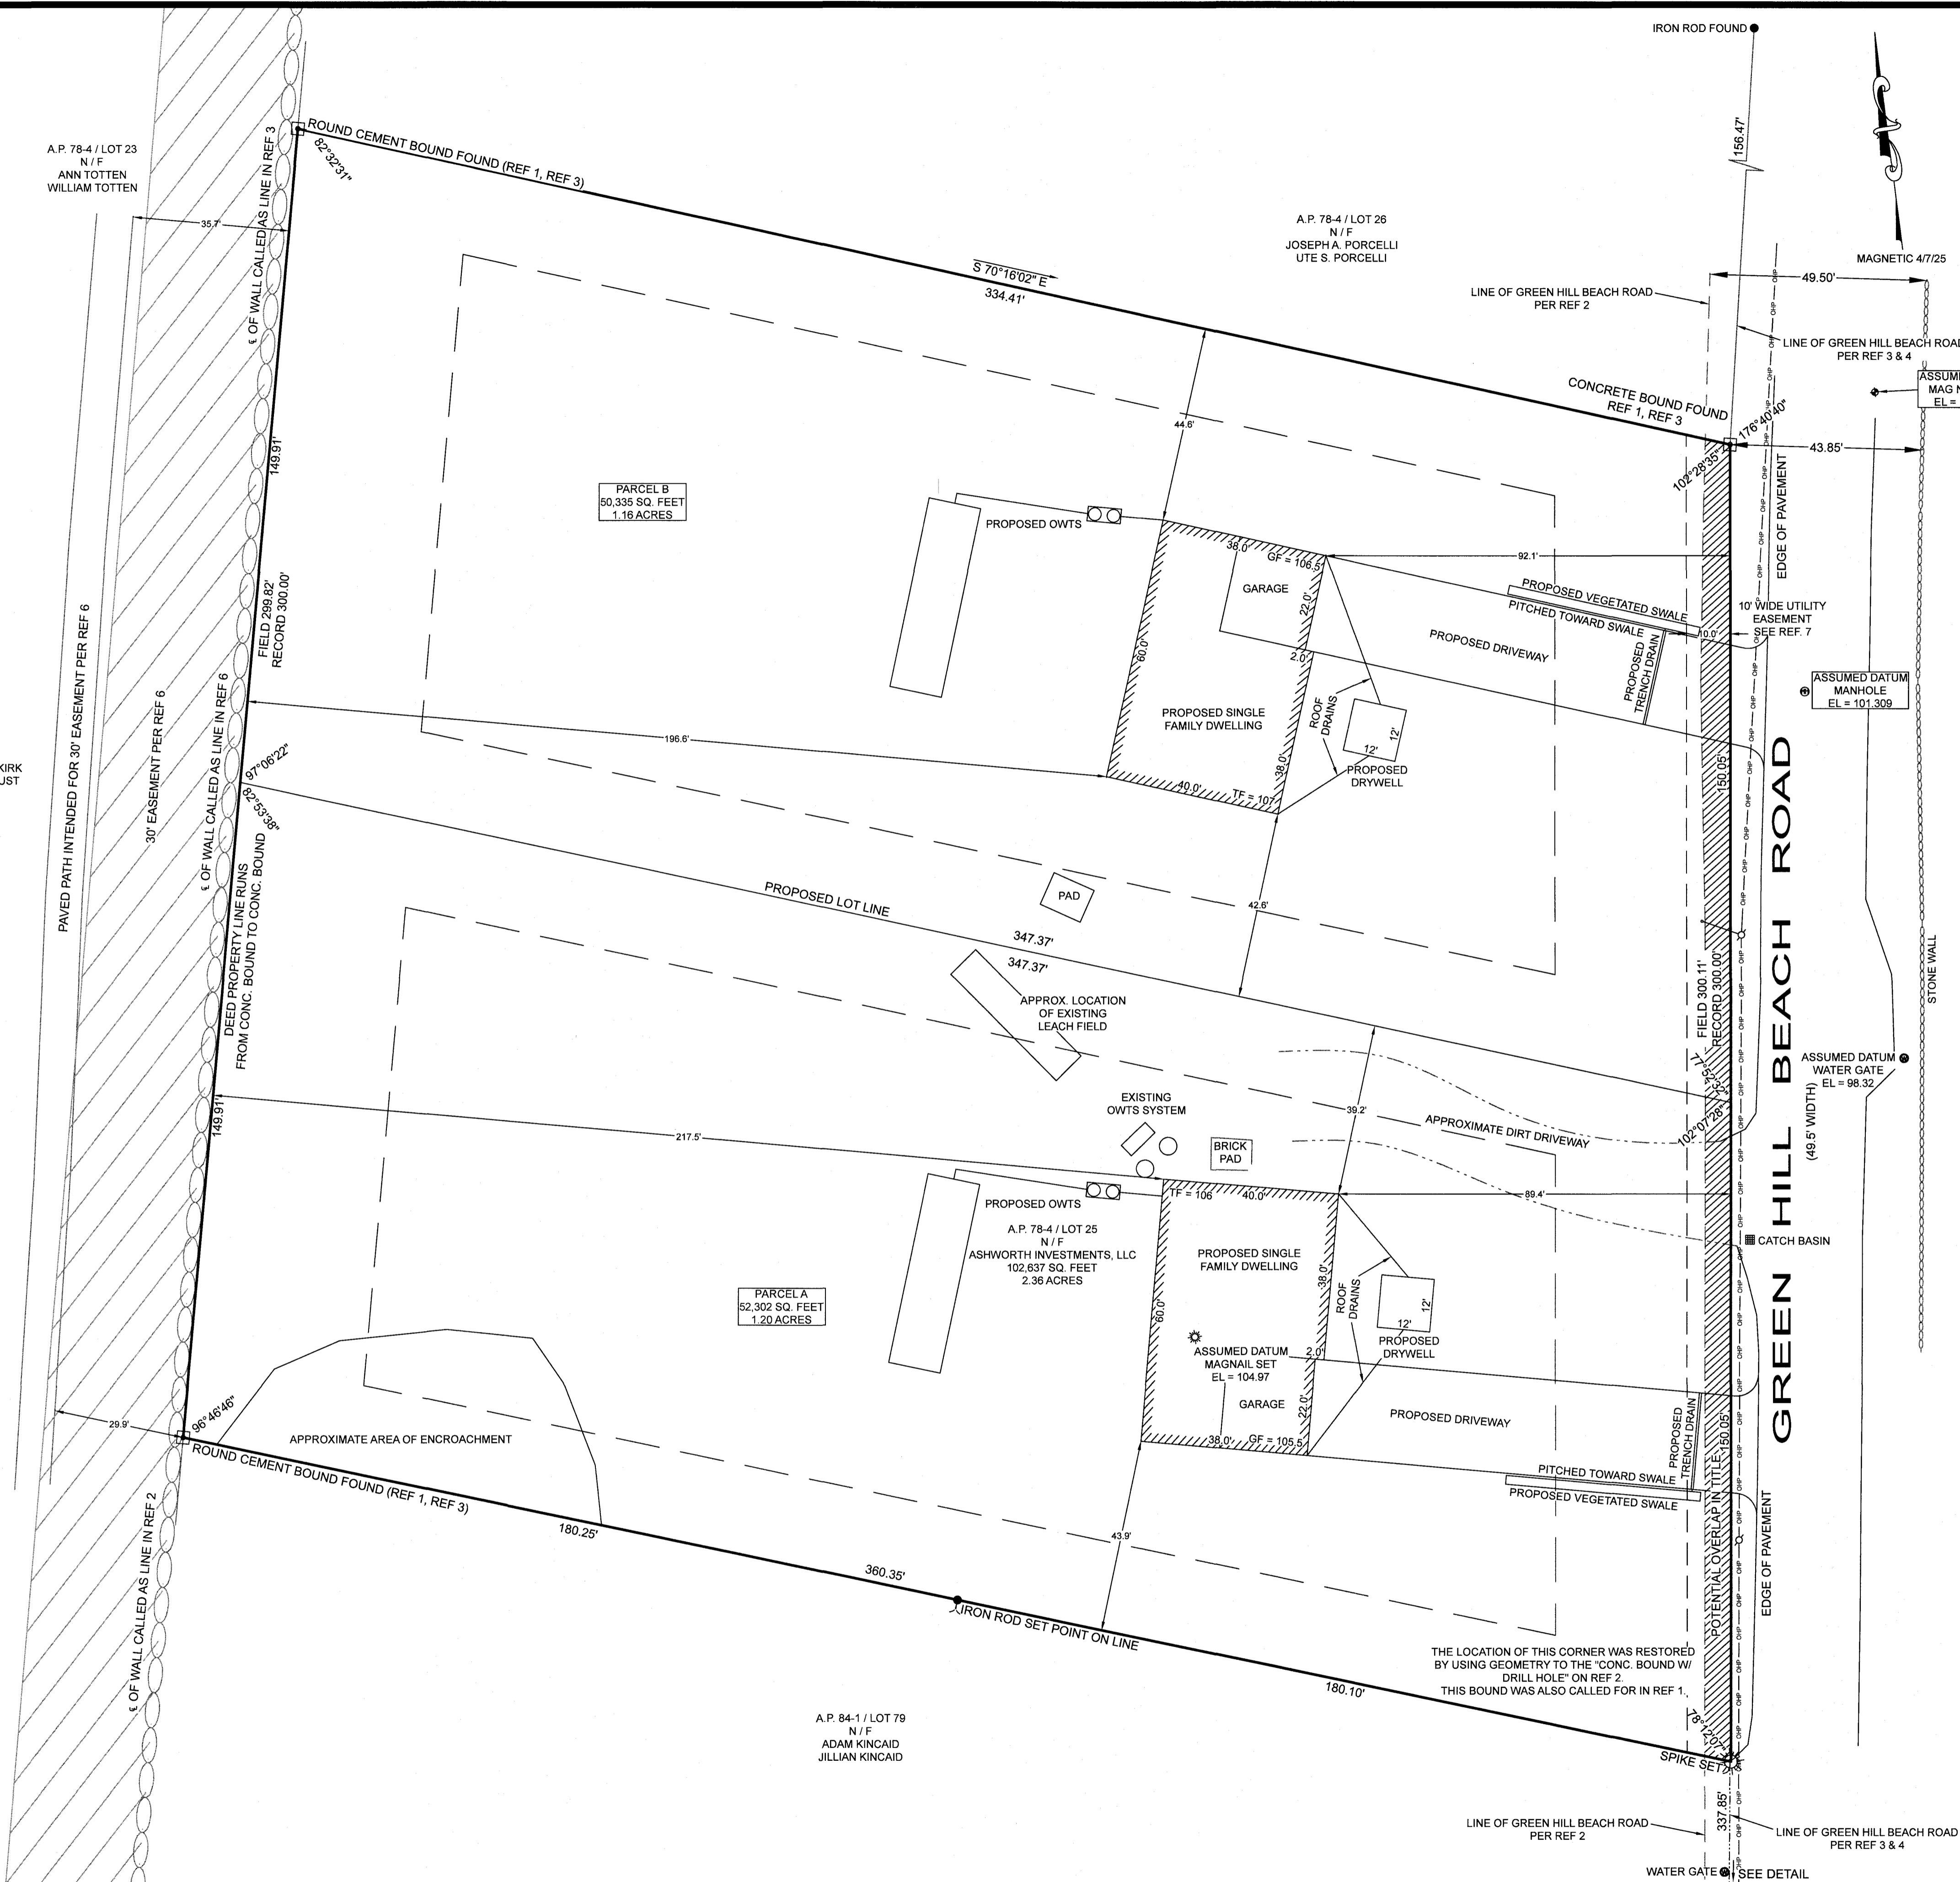 IRON ROD FOUND
156.47'
MAGNETIC 4/7/25
A.P. 78-4 / LOT 23
N / F
ANN TOTTEN
WILLIAM TOTTEN
35.7'
℄ OF WALL CALLED AS LINE IN REF 3
ROUND CEMENT BOUND FOUND (REF 1, REF 3)
82°32'31"
S 70°16'02" E
334.41'
A.P. 78-4 / LOT 26
N / F
JOSEPH A. PORCELLI
UTE S. PORCELLI
LINE OF GREEN HILL BEACH ROAD
PER REF 2
49.50'
LINE OF GREEN HILL BEACH ROAD
PER REF 3 & 4
MAG
EL =
CONCRETE BOUND FOUND
REF 1, REF 3
176°40'40"
102°28'35"
43.85'
EDGE OF PAVEMENT
149.91'
FIELD 299.82'
RECORD 300.00'
PARCEL B
50,335 SQ. FEET
1.16 ACRES
44.6'
PROPOSED OWTS
38.0'
GF = 106.5
GARAGE
22.0'
2.0'
60.0'
92.1'
PROPOSED VEGETATED SWALE
PITCHED TOWARD SWALE
PROPOSED DRIVEWAY
PROPOSED
TRENCH DRAIN
10.0'
10' WIDE UTILITY
EASEMENT
SEE REF. 7
ASSUMED DATUM
MANHOLE
EL = 101.309
PROPOSED SINGLE
FAMILY DWELLING
ROOF
DRAINS
12'
12'
PROPOSED
DRYWELL
38.0'
40.0'
TF = 107
196.6'
150.05'
PAVED PATH INTENDED FOR 30' EASEMENT PER REF 6
30' EASEMENT PER REF 6
℄ OF WALL CALLED AS LINE IN REF 6
KIRK
UST
97°06'22"
82°53'38"
DEED PROPERTY LINE RUNS
FROM CONC. BOUND TO CONC. BOUND
PROPOSED LOT LINE
347.37'
347.37'
PAD
42.6'
APPROX. LOCATION
OF EXISTING
LEACH FIELD
FIELD 300.11'
RECORD 300.00'
GREEN HILL BEACH ROAD
(49.5' WIDTH)
STONE WALL
ASSUMED DATUM
WATER GATE
EL = 98.32
102°07'28"
149.91'
217.5'
EXISTING
OWTS SYSTEM
BRICK
PAD
39.2'
APPROXIMATE DIRT DRIVEWAY
89.4'
CATCH BASIN
TF = 106
40.0'
PROPOSED OWTS
A.P. 78-4 / LOT 25
N / F
ASHWORTH INVESTMENTS, LLC
102,637 SQ. FEET
2.36 ACRES
PROPOSED SINGLE
FAMILY DWELLING
38.0'
60.0'
ROOF
DRAINS
12'
12'
PROPOSED
DRYWELL
PARCEL A
52,302 SQ. FEET
1.20 ACRES
ASSUMED DATUM
MAGNAIL SET
EL = 104.97
2.0'
GARAGE
22.0'
38.0'
GF = 105.5
PROPOSED DRIVEWAY
PROPOSED
TRENCH DRAIN
PITCHED TOWARD SWALE
PROPOSED VEGETATED SWALE
150.05'
POTENTIAL OVERLAP IN TITLE
EDGE OF PAVEMENT
29.9'
96°46'46"
APPROXIMATE AREA OF ENCROACHMENT
ROUND CEMENT BOUND FOUND (REF 1, REF 3)
180.25'
℄ OF WALL CALLED AS LINE IN REF 2
360.35'
43.9'
IRON ROD SET POINT ON LINE
THE LOCATION OF THIS CORNER WAS RESTORED
BY USING GEOMETRY TO THE "CONC. BOUND W/
DRILL HOLE" ON REF 2.
THIS BOUND WAS ALSO CALLED FOR IN REF 1.
180.10'
78°12'07"
SPIKE SET
A.P. 84-1 / LOT 79
N / F
ADAM KINCAID
JILLIAN KINCAID
337.85'
LINE OF GREEN HILL BEACH ROAD
PER REF 2
LINE OF GREEN HILL BEACH ROAD
PER REF 3 & 4
WATER GATE
SEE DETAIL